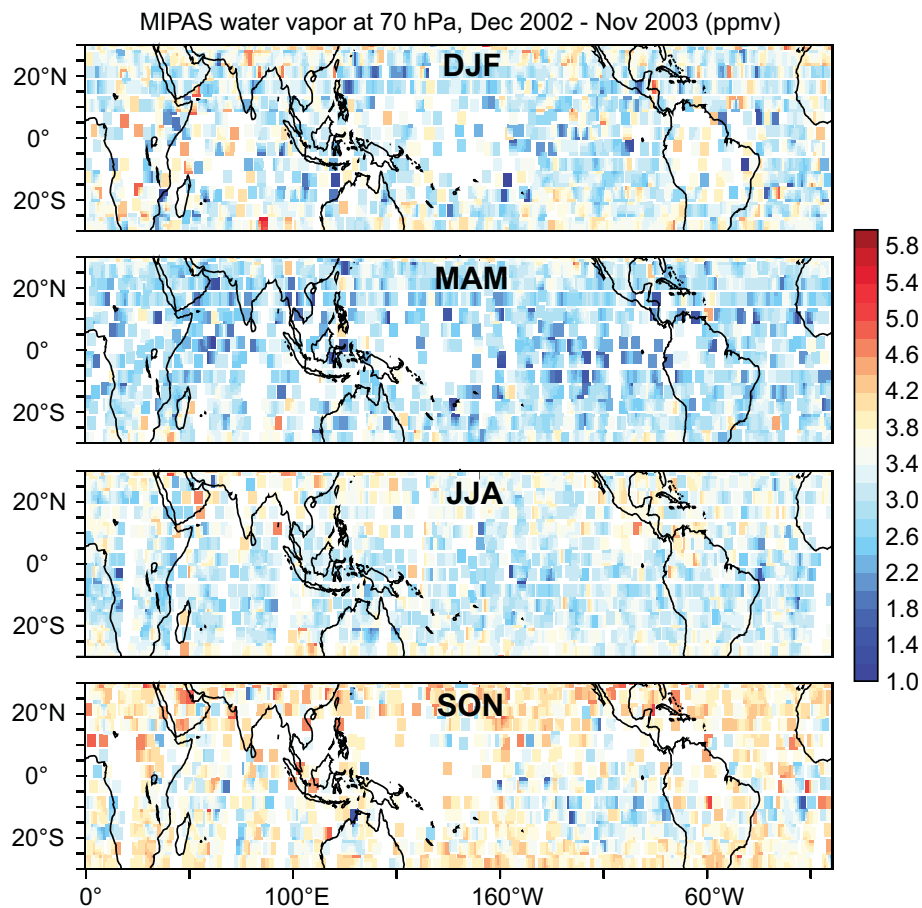 MIPAS water vapor at 70 hPa, Dec 2002 - Nov 2003 (ppmv)
DJF
20°N
0°
20°S
MAM
20°N
0°
20°S
JJA
20°N
0°
20°S
SON
20°N
0°
20°S
0°
100°E
160°W
60°W
5.8
5.4
5.0
4.6
4.2
3.8
3.4
3.0
2.6
2.2
1.8
1.4
1.0